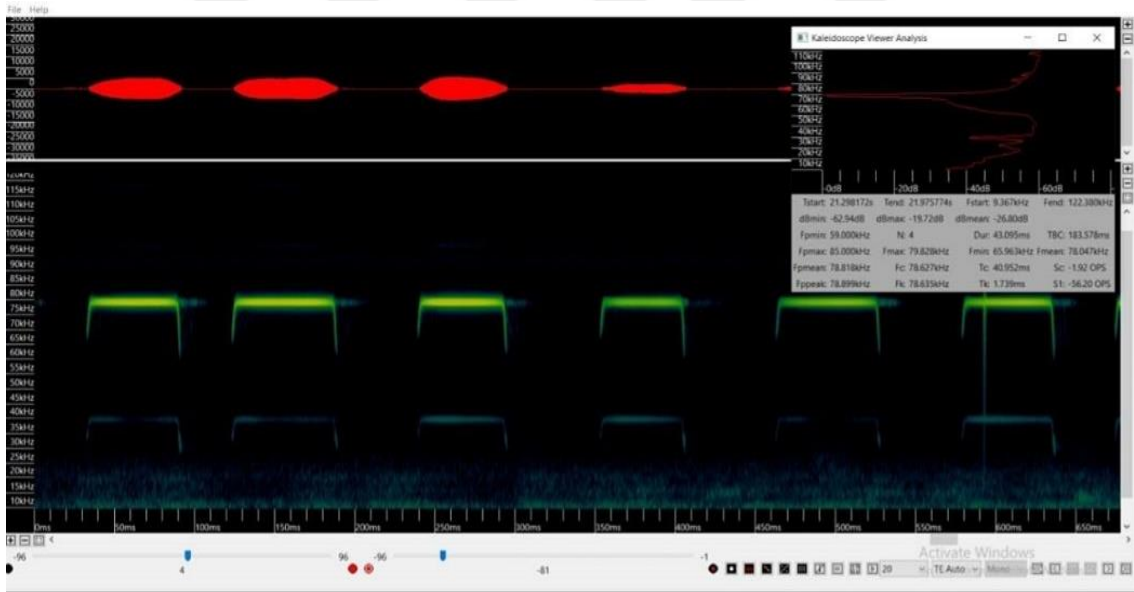 File Help
30000
25000
20000
15000
10000
5000
0
-5000
-10000
-15000
-20000
-25000
-30000
-35000
Kaleidoscope Viewer Analysis
110kHz
100kHz
90kHz
80kHz
70kHz
60kHz
50kHz
40kHz
30kHz
20kHz
10kHz
-0dB -20dB -40dB -60dB
Tstart: 21.298172s Tend: 21.975774s Fstart: 9.367kHz Fend: 122.380kHz
dBmin: -62.94dB dBmax: -19.72dB dBmean: -26.80dB
Fpmin: 59.000kHz N: 4 Dur: 43.095ms TBC: 183.578ms
Fpmax: 85.000kHz Fmax: 79.828kHz Fmin: 65.963kHz Fmean: 78.047kHz
Fpmean: 78.818kHz Fc: 78.627kHz Tc: 40.952ms Sc: -1.92 OPS
Fppeak: 78.899kHz Fk: 78.635kHz Tk: 1.739ms S1: -56.20 OPS
120kHz
115kHz
110kHz
105kHz
100kHz
95kHz
90kHz
85kHz
80kHz
75kHz
70kHz
65kHz
60kHz
55kHz
50kHz
45kHz
40kHz
35kHz
30kHz
25kHz
20kHz
15kHz
10kHz
0ms 50ms 100ms 150ms 200ms 250ms 300ms 350ms 400ms 450ms 500ms 550ms 600ms 650ms
-96 96 -96 -1
4 -81
Activate Windows
20 TE Auto Mono